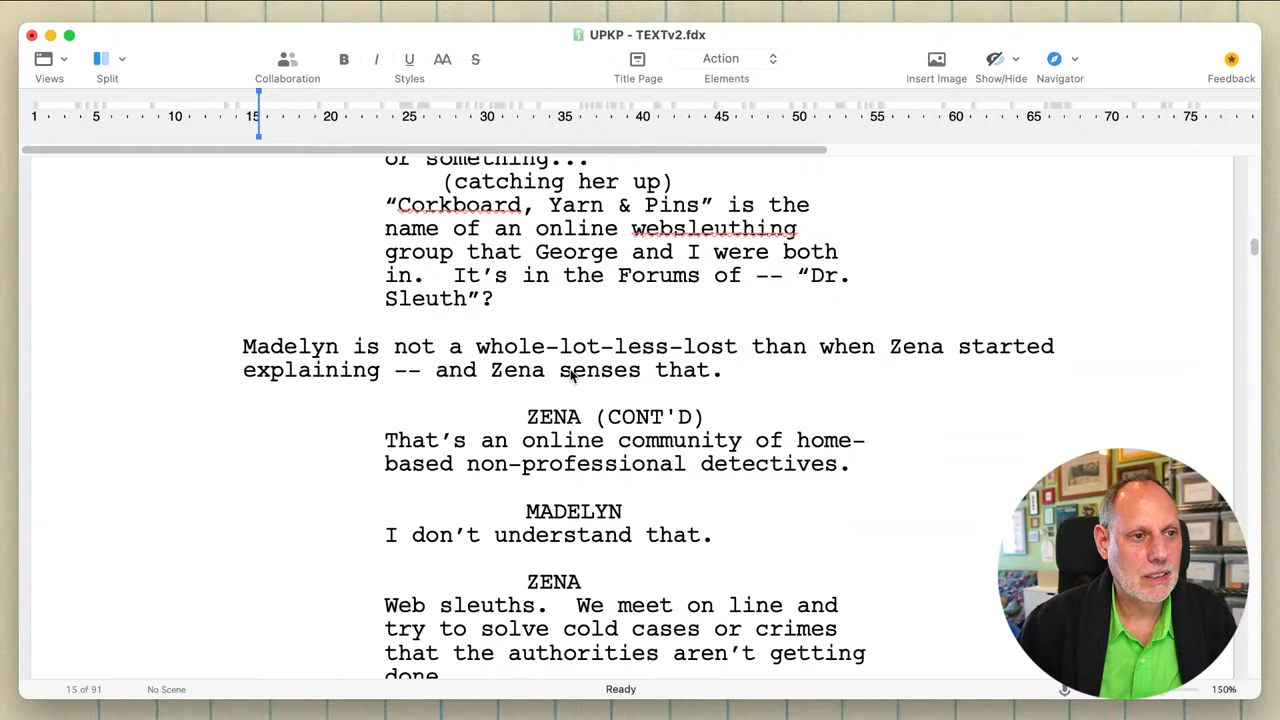 UPKP - TEXTv2.fdx
Views
Split
Collaboration
B I U AA S
Styles
Title Page
Action
Elements
Insert Image
Show/Hide
Navigator
Feedback
1 5 10 15 20 25 30 35 40 45 50 55 60 65 70 75
or something...
(catching her up)
“Corkboard, Yarn & Pins” is the
name of an online websleuthing
group that George and I were both
in.  It’s in the Forums of -- “Dr.
Sleuth”?
Madelyn is not a whole-lot-less-lost than when Zena started
explaining -- and Zena senses that.
ZENA (CONT'D)
That’s an online community of home-
based non-professional detectives.
MADELYN
I don’t understand that.
ZENA
Web sleuths.  We meet on line and
try to solve cold cases or crimes
that the authorities aren’t getting
done
15 of 91
No Scene
Ready
150%